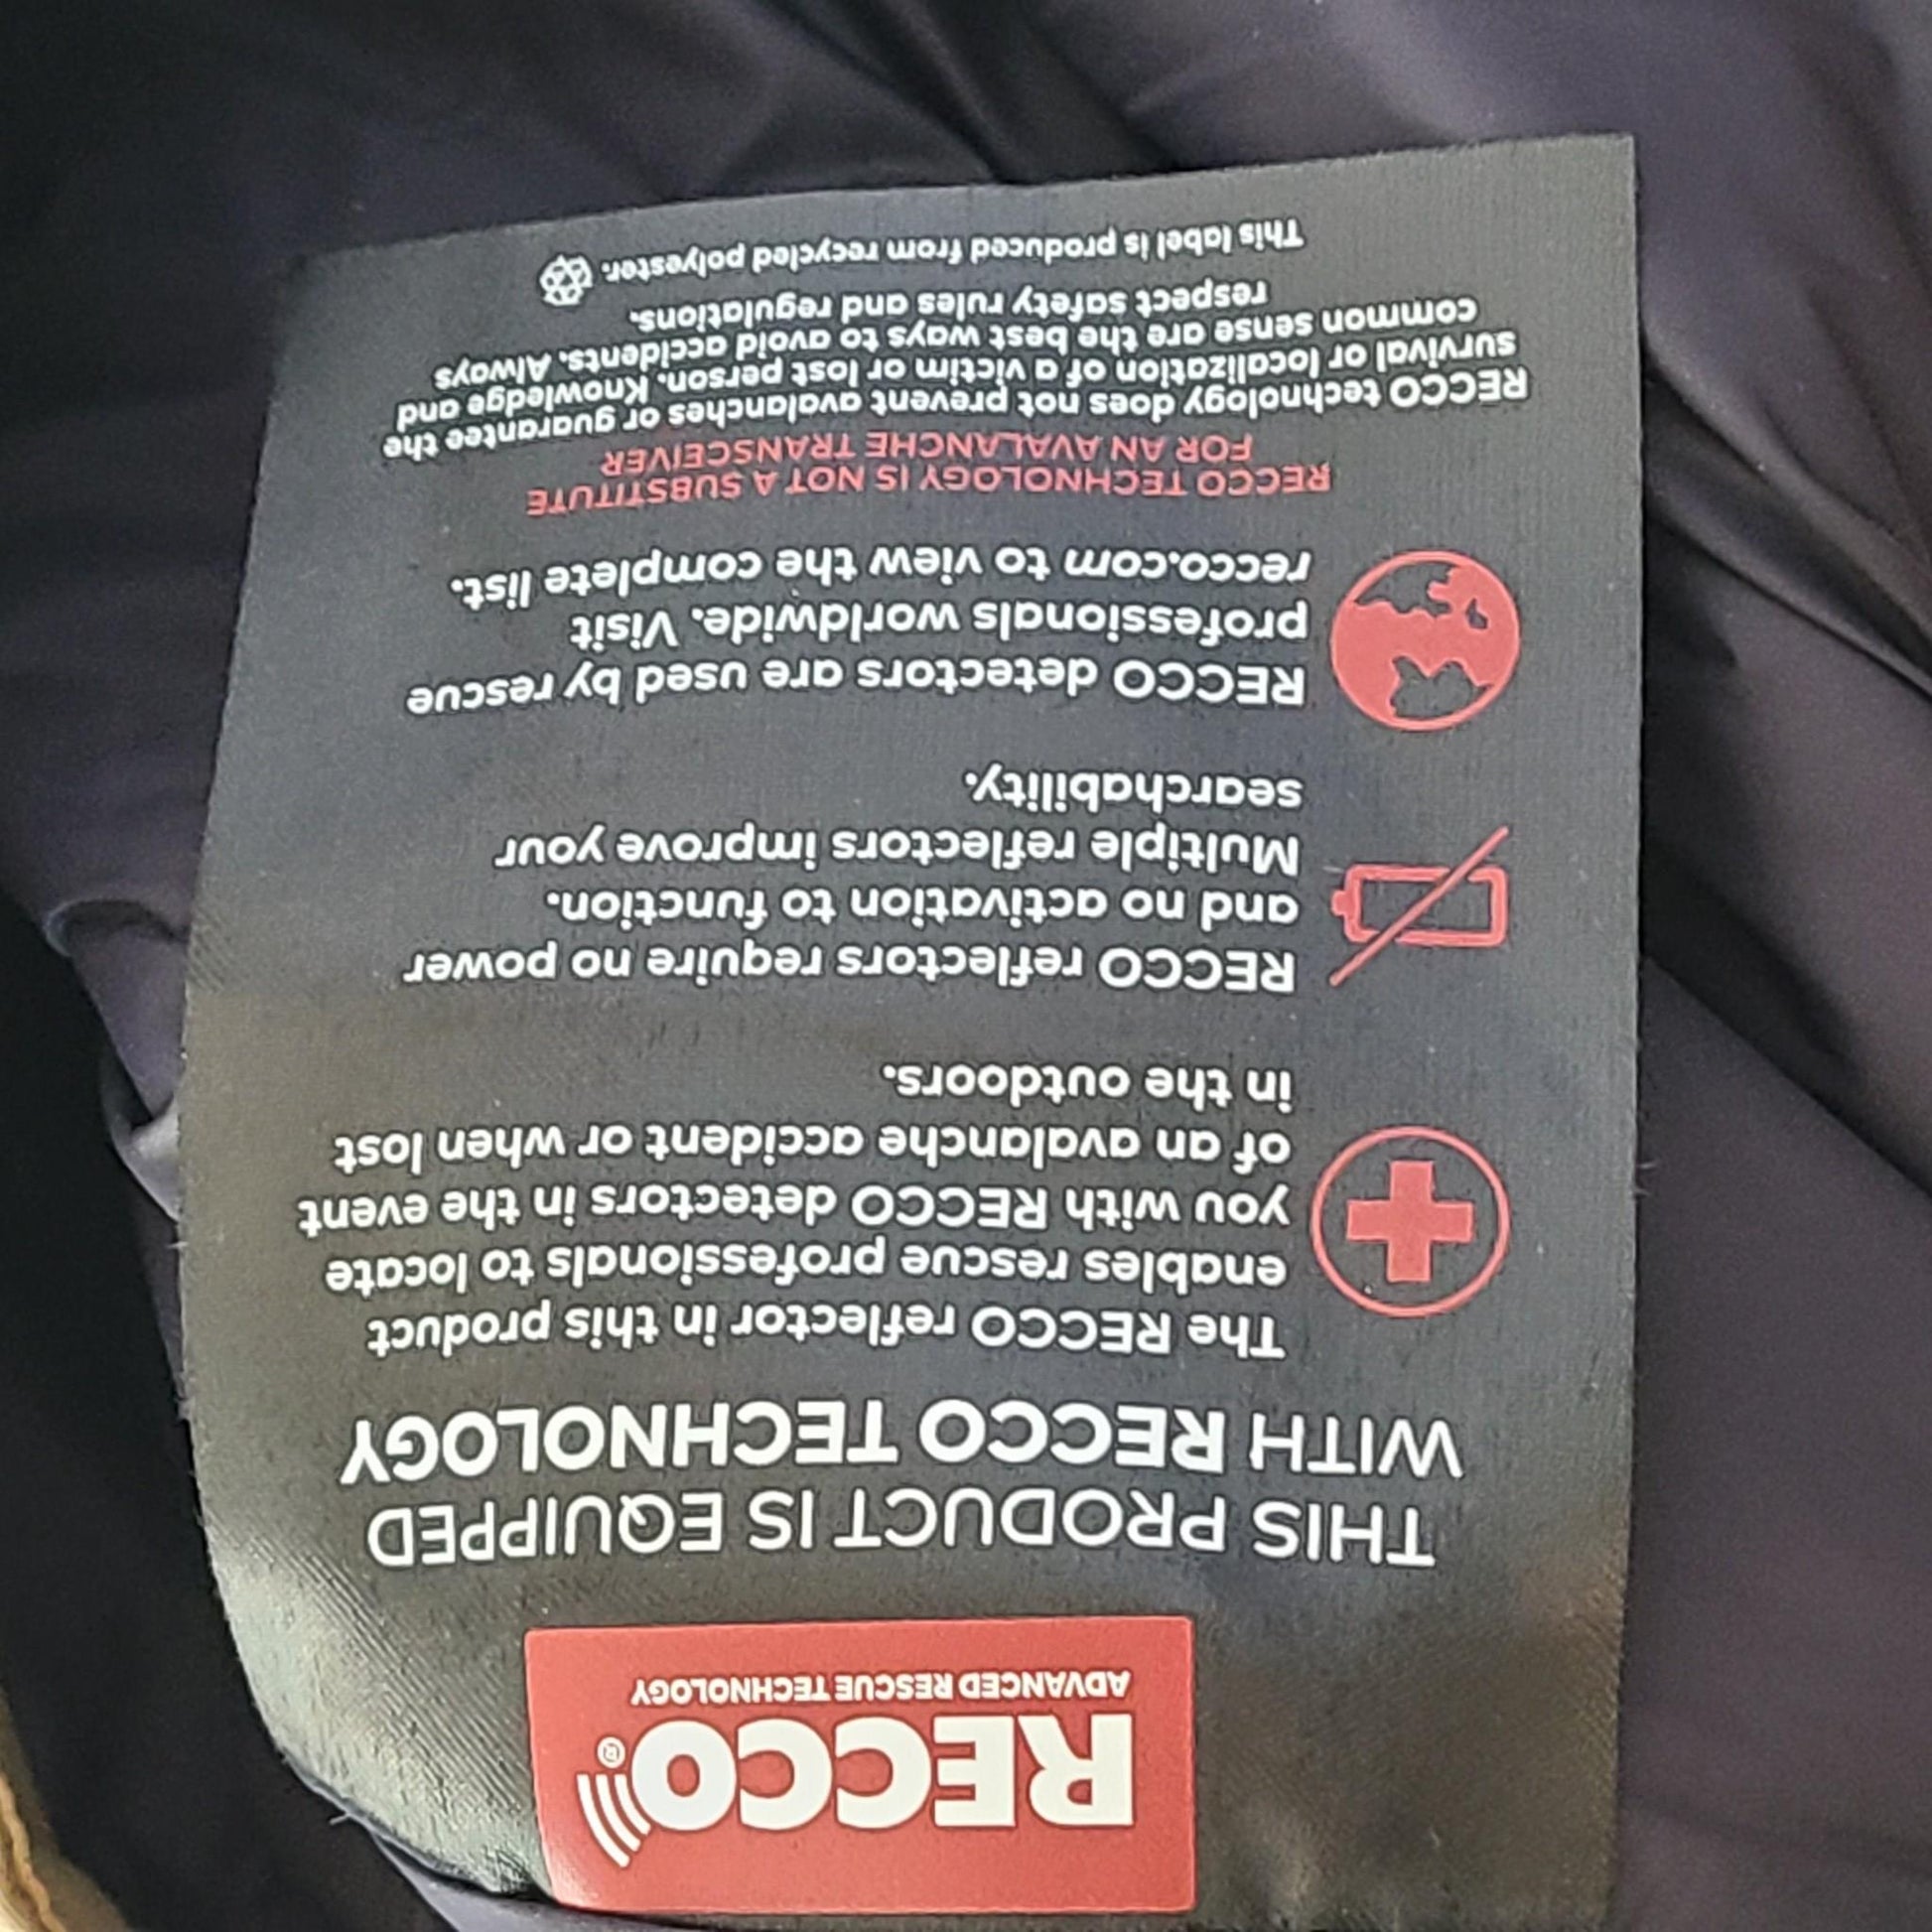 RECCO®
ADVANCED RESCUE TECHNOLOGY
THIS PRODUCT IS EQUIPPED
WITH RECCO TECHNOLOGY
The RECCO reflector in this product
enables rescue professionals to locate
you with RECCO detectors in the event
of an avalanche accident or when lost
in the outdoors.
RECCO reflectors require no power
and no activation to function.
Multiple reflectors improve your
searchability.
RECCO detectors are used by rescue
professionals worldwide. Visit
recco.com to view the complete list.
RECCO TECHNOLOGY IS NOT A SUBSTITUTE
FOR AN AVALANCHE TRANSCEIVER
RECCO technology does not prevent avalanches or guarantee the
survival or localization of a victim or lost person. Knowledge and
common sense are the best ways to avoid accidents. Always
respect safety rules and regulations.
This label is produced from recycled polyester.